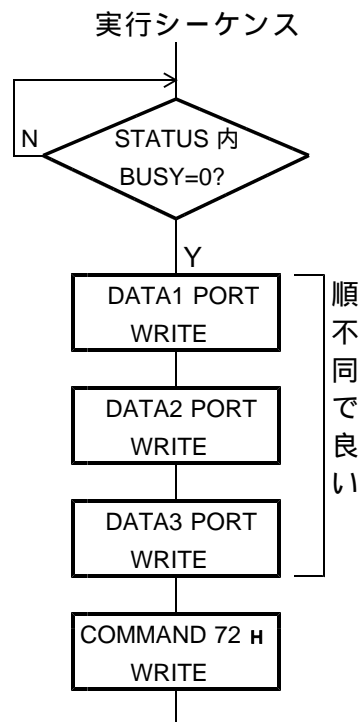 実行シーケンス
N
STATUS 内
BUSY=0?
Y
DATA1 PORT
WRITE
DATA2 PORT
WRITE
DATA3 PORT
WRITE
順不同で良い
COMMAND 72 H
WRITE